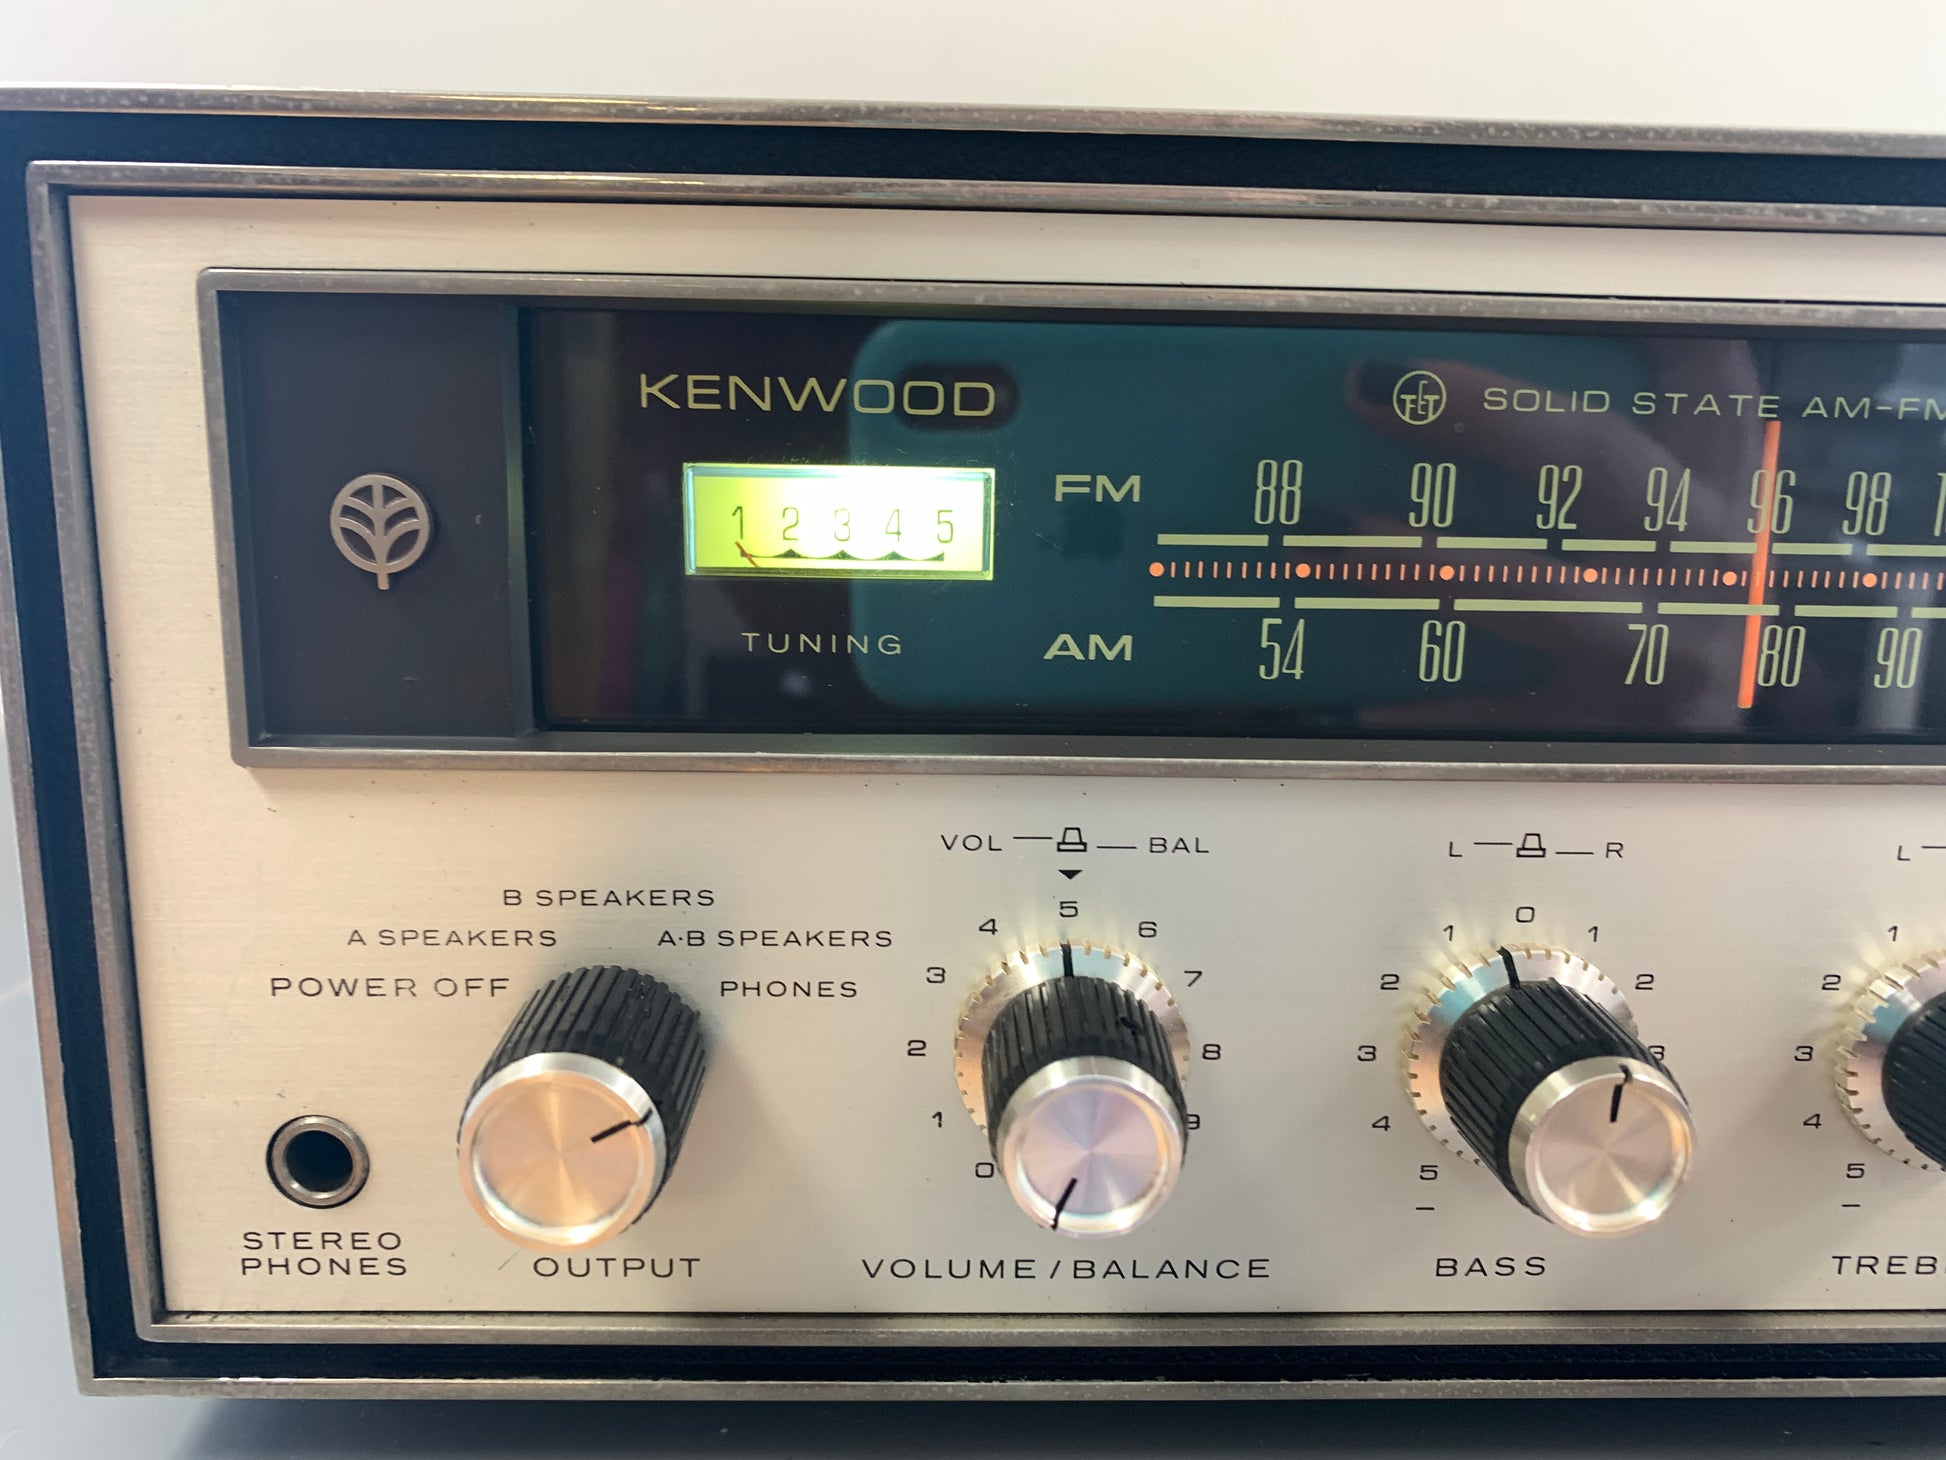 KENWOOD
FET SOLID STATE AM-FM
1 2 3 4 5
TUNING
FM 88 90 92 94 96 98
AM 54 60 70 80 90
VOL BAL
L R
L
B SPEAKERS
A SPEAKERS
A·B SPEAKERS
POWER OFF
PHONES
0 1 2 3 4 5 6 7 8 9
5 4 3 2 1 0 1 2 3
-
5 4 3 2 1
-
STEREO
PHONES
OUTPUT
VOLUME/BALANCE
BASS